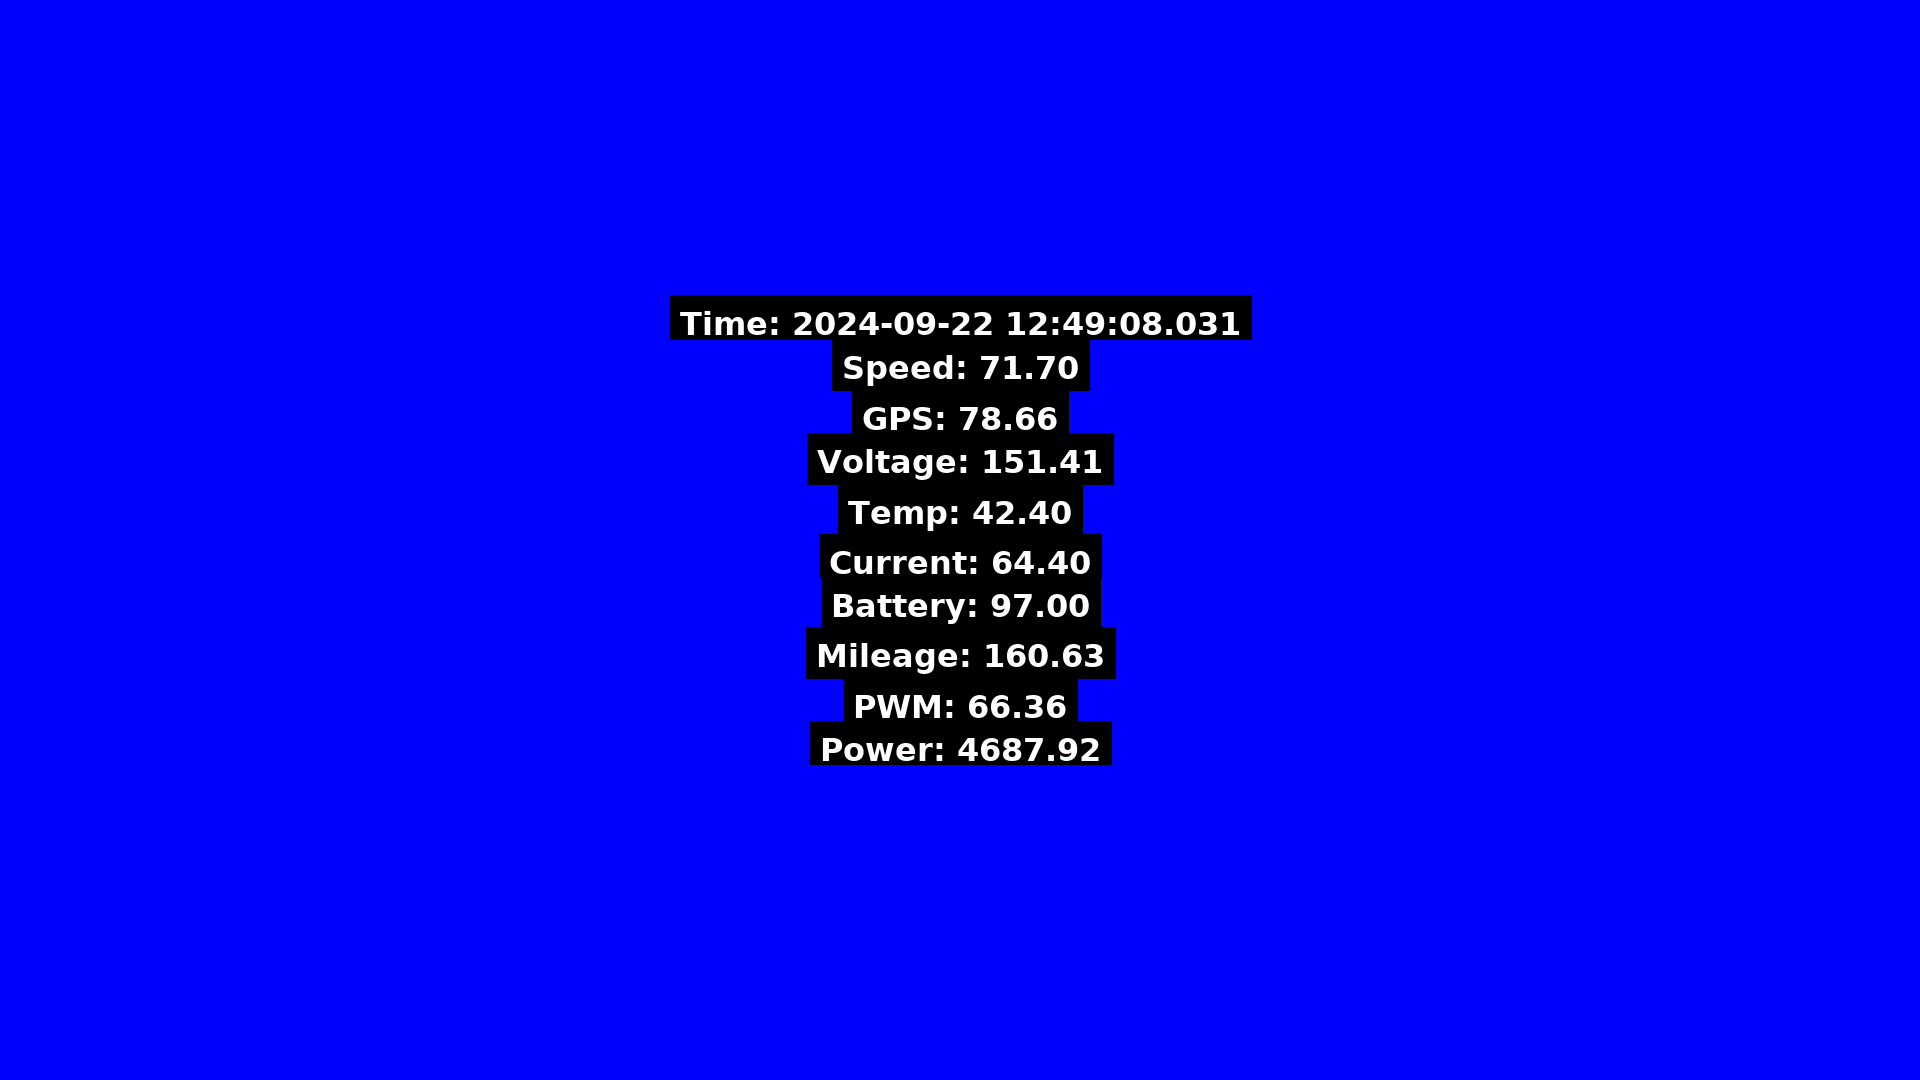 Time: 2024-09-22 12:49:08.031
Speed: 71.70
GPS: 78.66
Voltage: 151.41
Temp: 42.40
Current: 64.40
Battery: 97.00
Mileage: 160.63
PWM: 66.36
Power: 4687.92